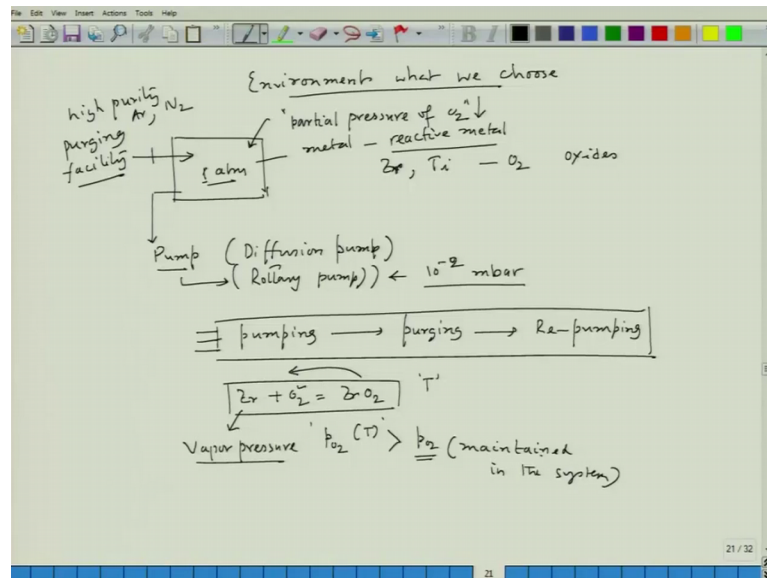 File Edit View Insert Actions Tools Help
Environment what we choose
high purity
Ar, N2
purging
facility
1 atm
"partial pressure of O2" ↓
metal - reactive metal
Zr, Ti - O2 oxides
Pump (Diffusion pump)
(Rottary pump)) ← 10-2 mbar
pumping → purging → Re-pumping
Zr + O2 = ZrO2 'T'
Vapor pressure 'pO2 (T)' > pO2 (maintained
in the system)
21 / 32
21